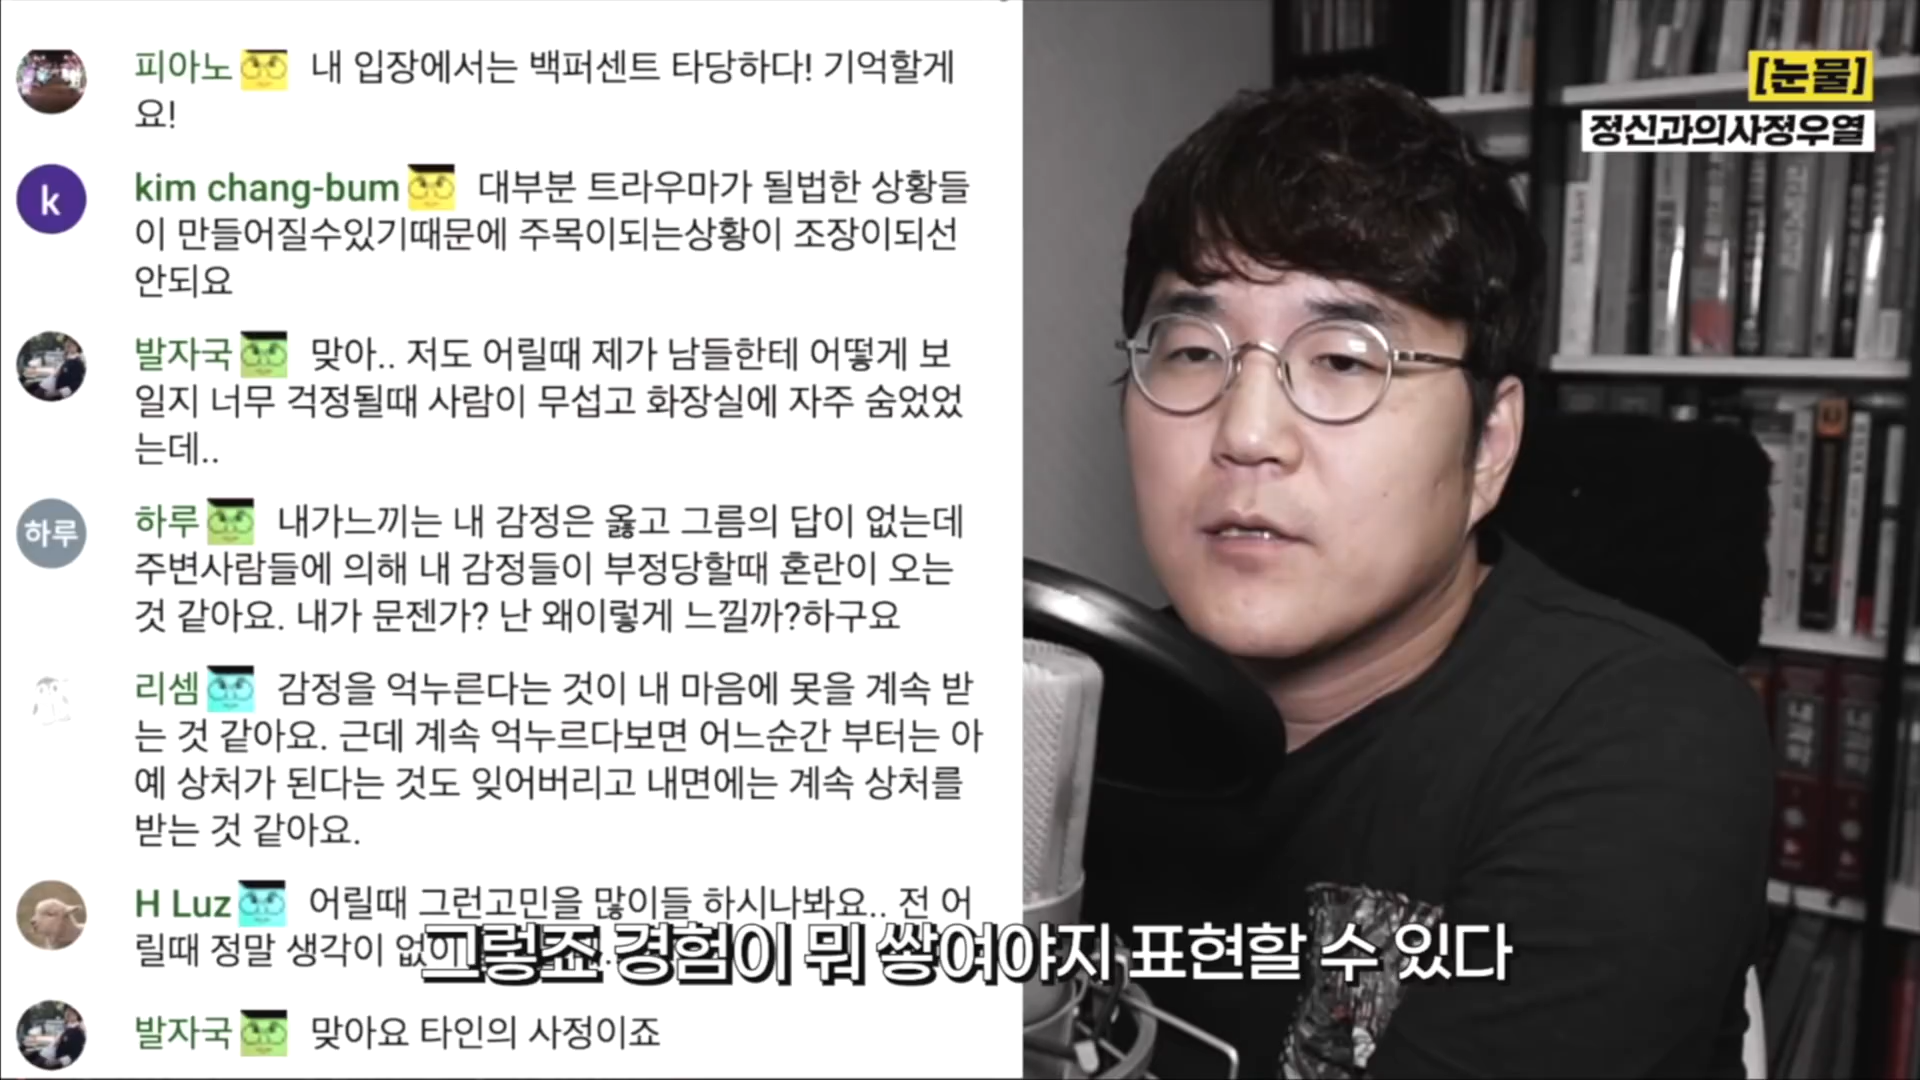 피아노 내 입장에서는 백퍼센트 타당하다! 기억할게
요!
k
kim chang-bum 대부분 트라우마가 될법한 상황들
이 만들어질수있기때문에 주목이되는상황이 조장이되선
안되요
발자국 맞아.. 저도 어릴때 제가 남들한테 어떻게 보
일지 너무 걱정될때 사람이 무섭고 화장실에 자주 숨었었
는데..
하루
하루 내가느끼는 내 감정은 옳고 그름의 답이 없는데
주변사람들에 의해 내 감정들이 부정당할때 혼란이 오는
것 같아요. 내가 문젠가? 난 왜이렇게 느낄까?하구요
리셈 감정을 억누른다는 것이 내 마음에 못을 계속 받
는 것 같아요. 근데 계속 억누르다보면 어느순간 부터는 아
예 상처가 된다는 것도 잊어버리고 내면에는 계속 상처를
받는 것 같아요.
H Luz 어릴때 그런고민을 많이들 하시나봐요.. 전 어
릴때 정말 생각이 없이
발자국 맞아요 타인의 사정이죠
[눈물]
정신과의사정우열
내과학
내과학
그렇죠 경험이 뭐 쌓여야지 표현할 수 있다